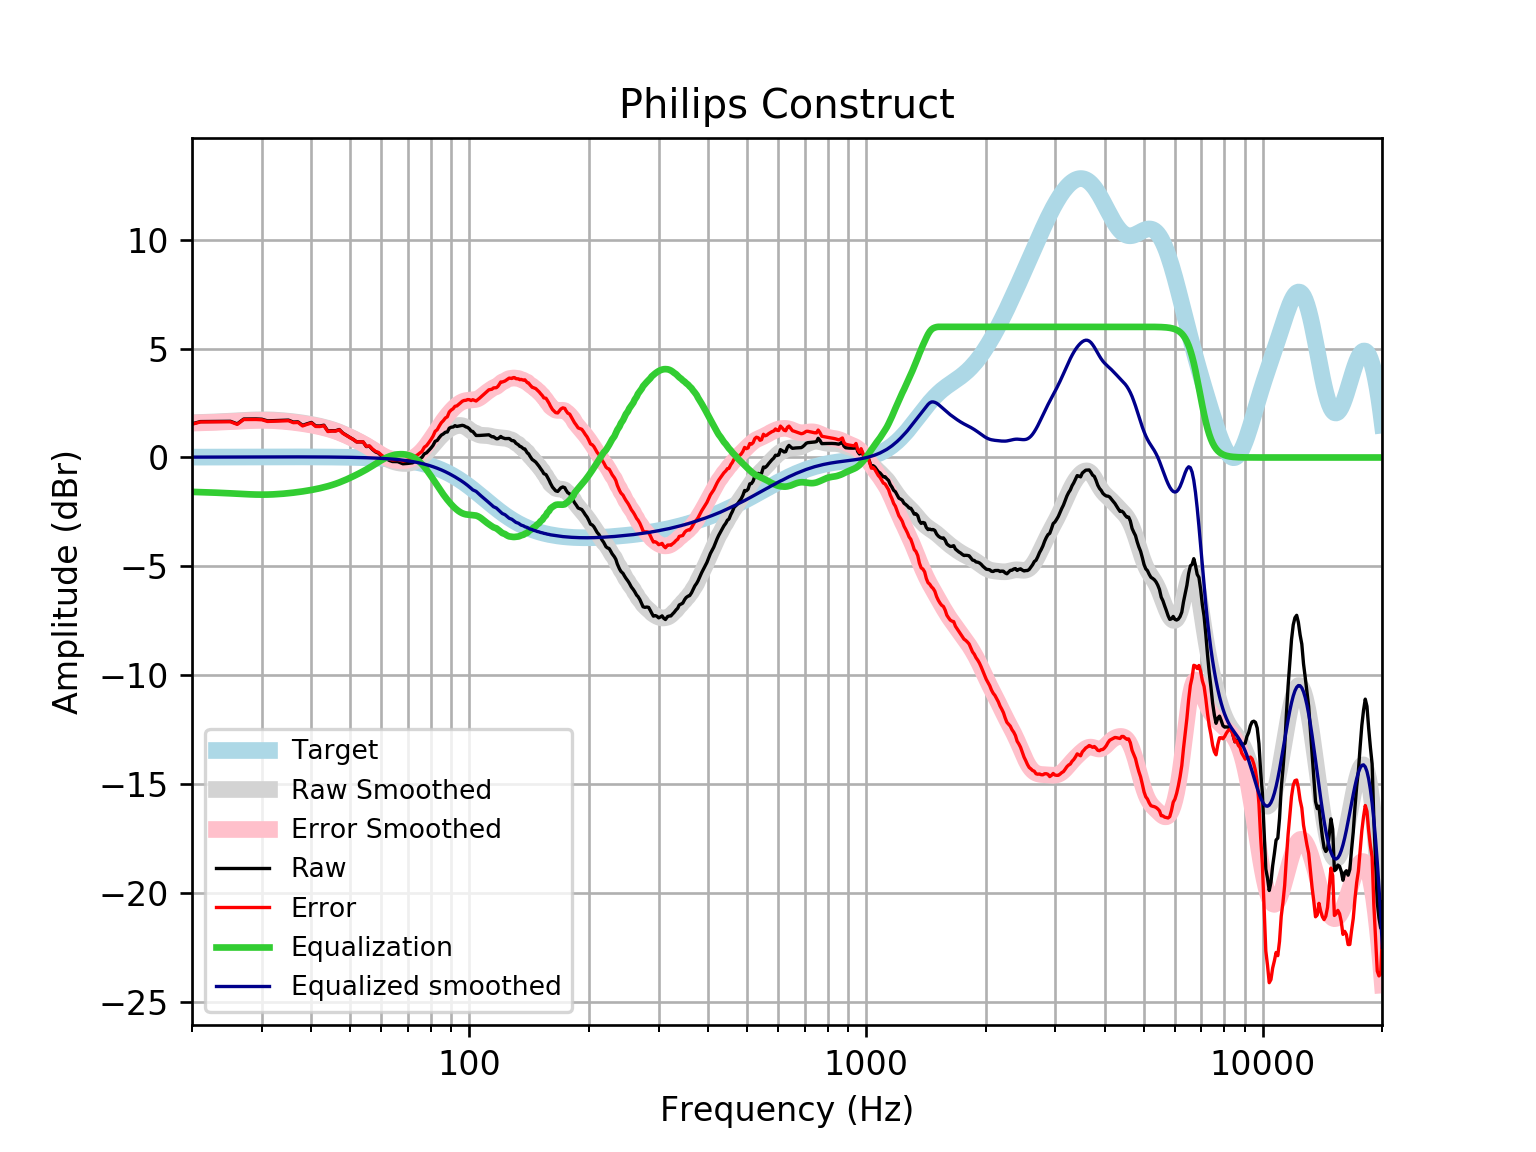 Philips Construct
Amplitude (dBr)
10
5
0
−5
−10
−15
−20
−25
Target
Raw Smoothed
Error Smoothed
Raw
Error
Equalization
Equalized smoothed
100
1000
10000
Frequency (Hz)